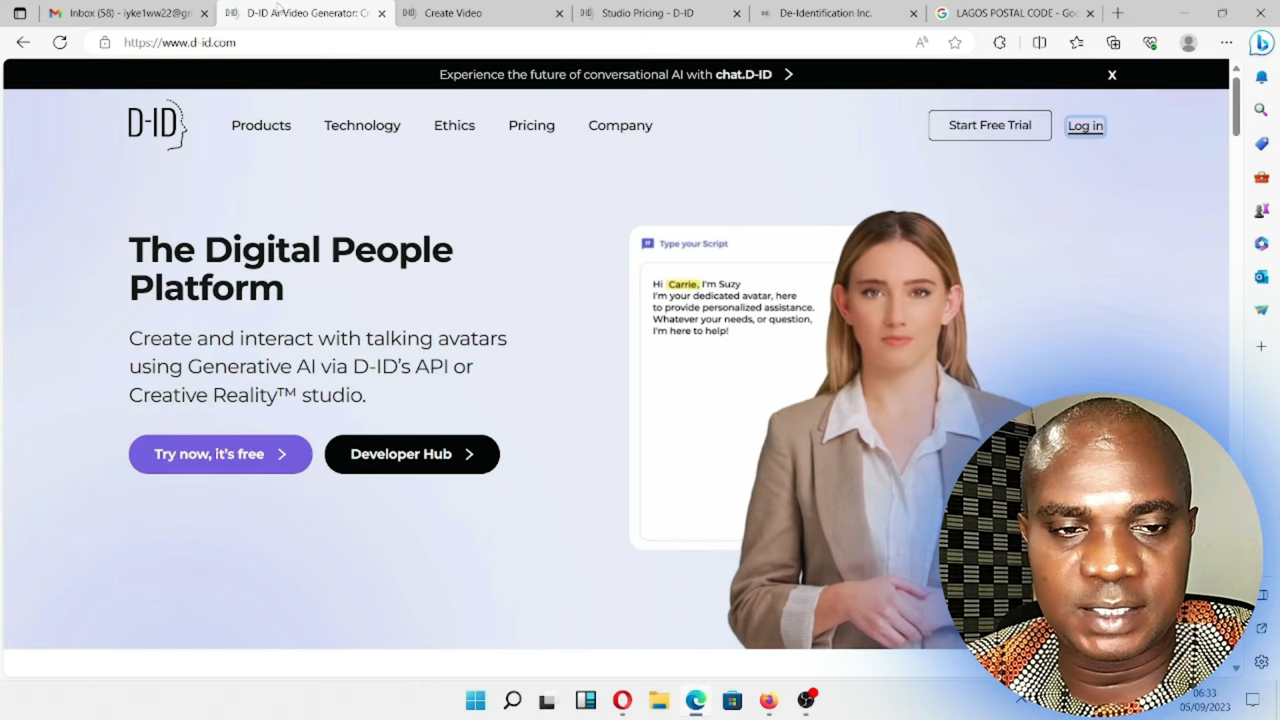 Inbox (58) - iyke1ww22@gm
D-ID AI Video Generator: Cr
Create Video
Studio Pricing - D-ID
De-Identification Inc.
LAGOS POSTAL CODE - Goo
https://www.d-id.com
Experience the future of conversational AI with chat.D-ID
X
D-ID
Products
Technology
Ethics
Pricing
Company
Start Free Trial
Log in
The Digital People
Platform
Create and interact with talking avatars
using Generative AI via D-ID’s API or
Creative Reality™ studio.
Try now, it’s free
Developer Hub
Type your Script
Hi Carrie, I'm Suzy
I'm your dedicated avatar, here
to provide personalized assistance.
Whatever your needs, or question,
I'm here to help!
06:33
05/09/2023